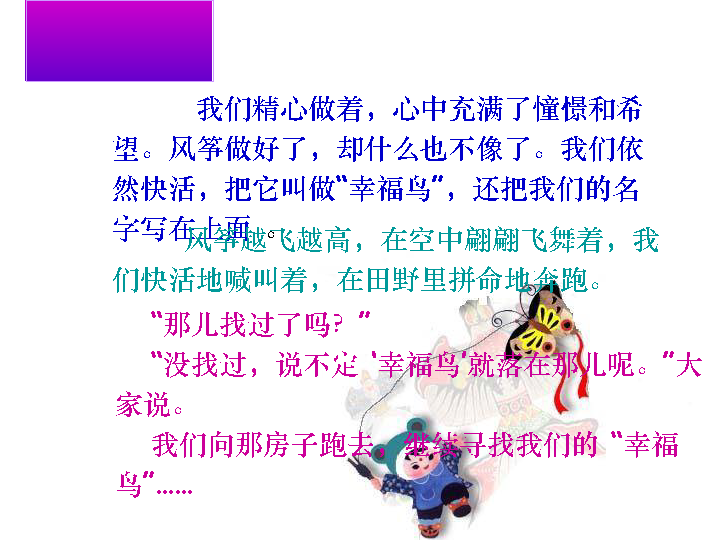 我们精心做着，心中充满了憧憬和希
望。风筝做好了，却什么也不像了。我们依
然快活，把它叫做“幸福鸟”，还把我们的名
字写在上面 。
风筝越飞越高，在空中翩翩飞舞着，我
们快活地喊叫着，在田野里拼命地奔跑。
“那儿找过了吗？”
“没找过，说不定‘幸福鸟’就落在那儿呢。”大
家说。
我们向那房子跑去，继续寻找我们的“幸福
鸟”……